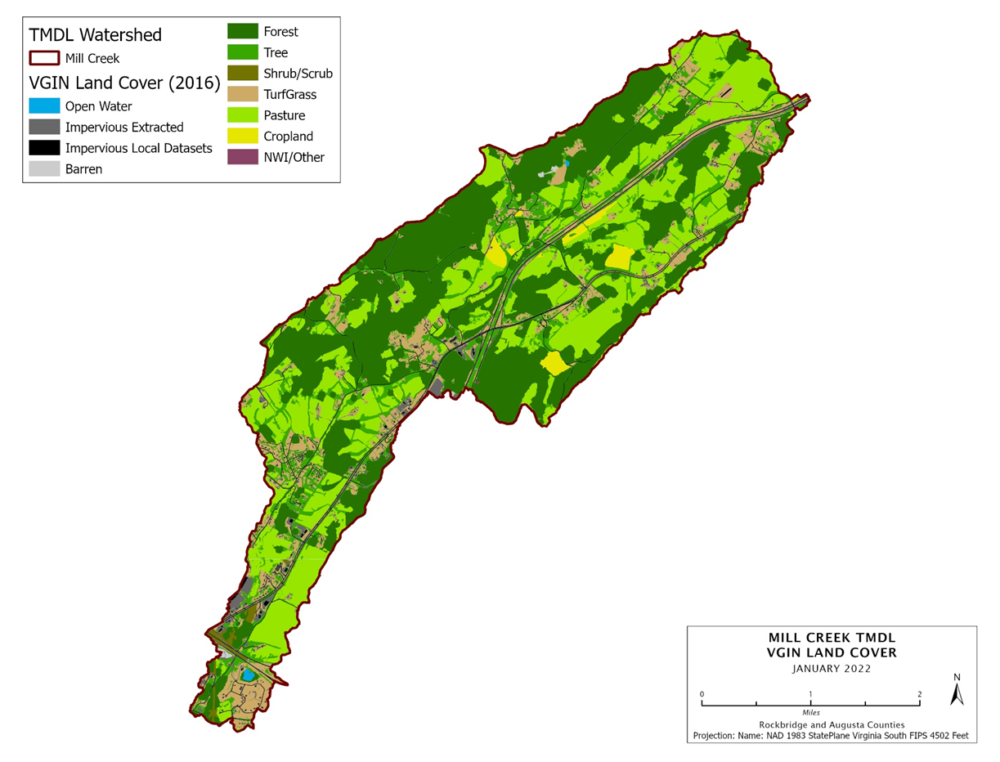 TMDL Watershed
Mill Creek
VGIN Land Cover (2016)
Open Water
Impervious Extracted
Impervious Local Datasets
Barren
Forest
Tree
Shrub/Scrub
TurfGrass
Pasture
Cropland
NWI/Other
MILL CREEK TMDL
VGIN LAND COVER
JANUARY 2022
N
0 1 2
Miles
Rockbridge and Augusta Counties
Projection: Name: NAD 1983 StatePlane Virginia South FIPS 4502 Feet